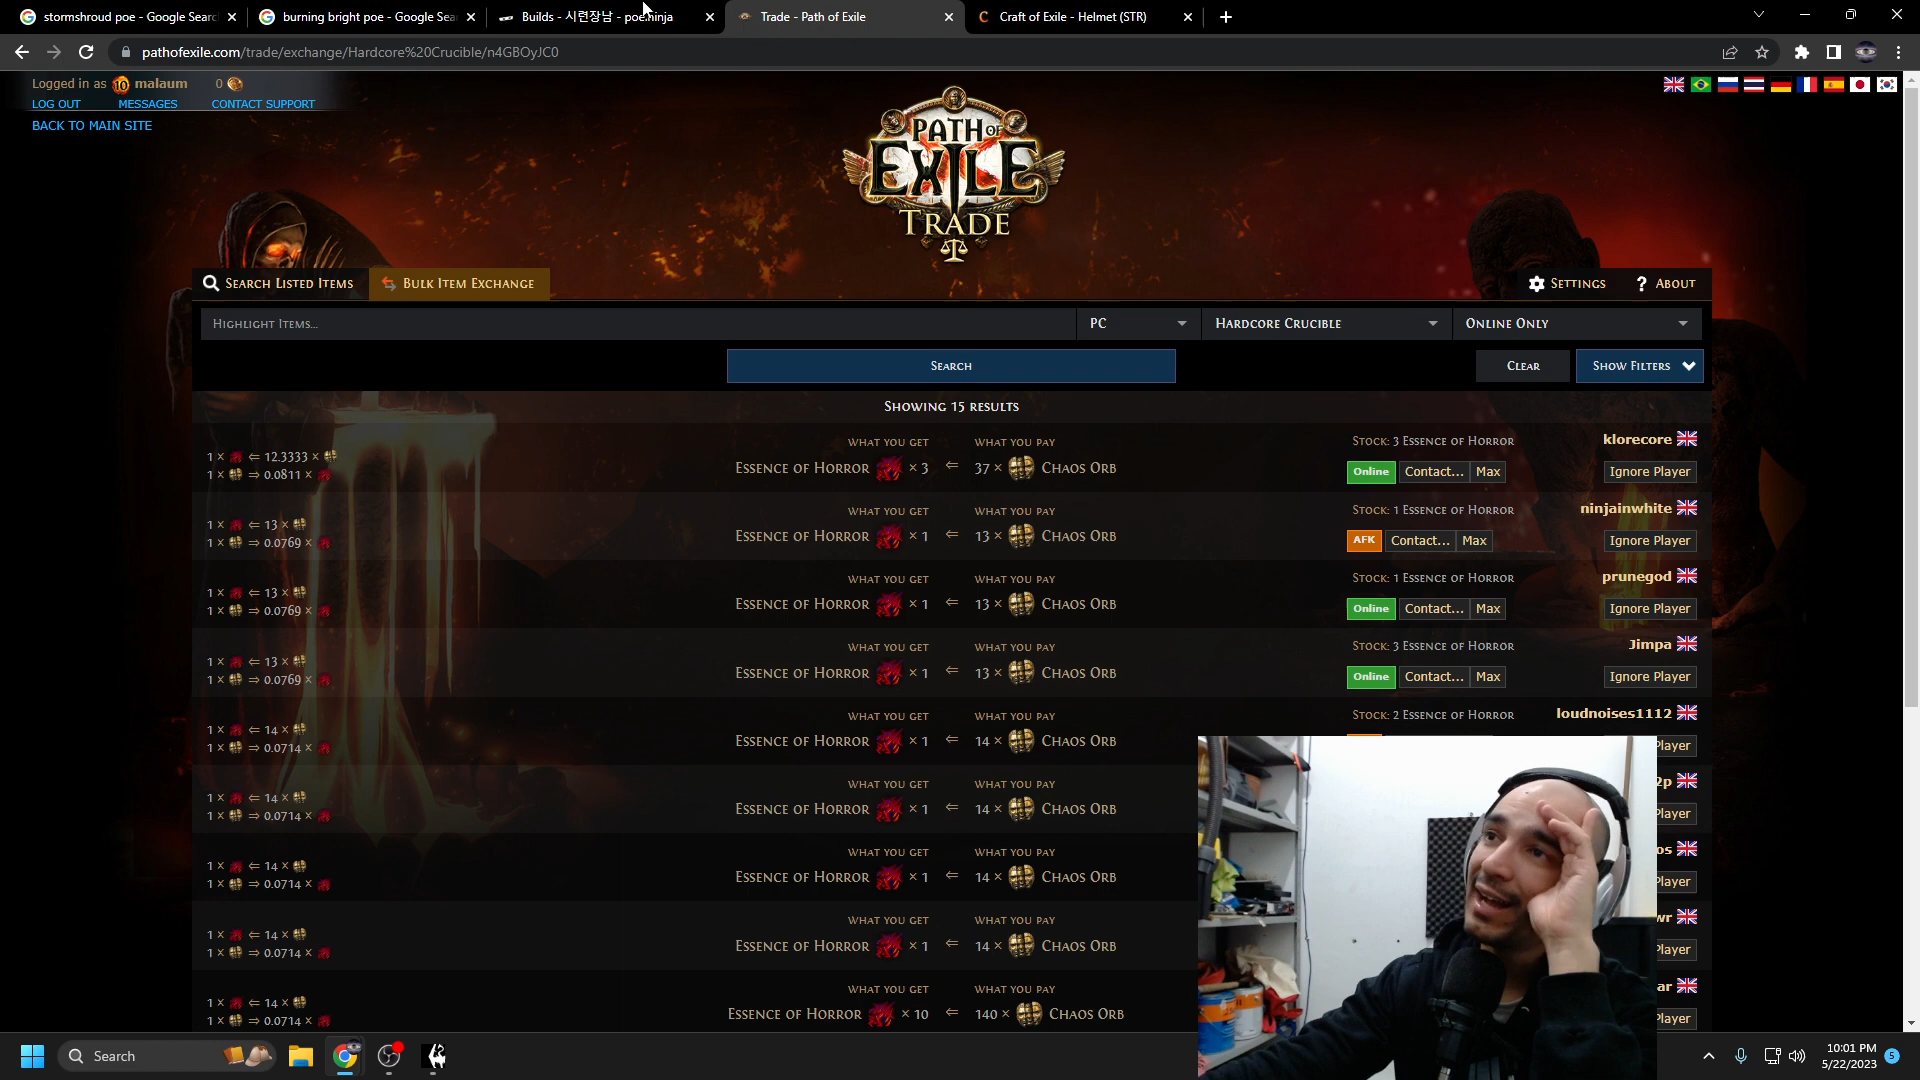 stormshroud poe - Google Searc
burning bright poe - Google Sea
Builds - 시련장남 - poe.ninja
Trade - Path of Exile
Craft of Exile - Helmet (STR)
pathofexile.com/trade/exchange/Hardcore%20Crucible/n4GBOyJC0
Logged in as 10 malaum 0
LOG OUT MESSAGES CONTACT SUPPORT
BACK TO MAIN SITE
PATH OF
EXILE
TRADE
Search Listed Items Bulk Item Exchange Settings ? About
Highlight Items... PC Hardcore Crucible Online Only
Search Clear Show Filters
Showing 15 results
What you get What you pay Stock: 3 Essence of Horror klorecore
1 × ⇐ 12.3333 ×
1 × ⇒ 0.0811 ×
Essence of Horror × 3 ⇐ 37 × Chaos Orb Online Contact... Max Ignore Player
What you get What you pay Stock: 1 Essence of Horror ninjainwhite
1 × ⇐ 13 ×
1 × ⇒ 0.0769 ×
Essence of Horror × 1 ⇐ 13 × Chaos Orb AFK Contact... Max Ignore Player
What you get What you pay Stock: 1 Essence of Horror prunegod
1 × ⇐ 13 ×
1 × ⇒ 0.0769 ×
Essence of Horror × 1 ⇐ 13 × Chaos Orb Online Contact... Max Ignore Player
What you get What you pay Stock: 3 Essence of Horror Jimpa
1 × ⇐ 13 ×
1 × ⇒ 0.0769 ×
Essence of Horror × 1 ⇐ 13 × Chaos Orb Online Contact... Max Ignore Player
What you get What you pay Stock: 2 Essence of Horror loudnoises1112
1 × ⇐ 14 ×
1 × ⇒ 0.0714 ×
Essence of Horror × 1 ⇐ 14 × Chaos Orb Player
What you get What you pay 2p
1 × ⇐ 14 ×
1 × ⇒ 0.0714 ×
Essence of Horror × 1 ⇐ 14 × Chaos Orb Player
What you get What you pay os
1 × ⇐ 14 ×
1 × ⇒ 0.0714 ×
Essence of Horror × 1 ⇐ 14 × Chaos Orb Player
What you get What you pay wr
1 × ⇐ 14 ×
1 × ⇒ 0.0714 ×
Essence of Horror × 1 ⇐ 14 × Chaos Orb Player
What you get What you pay ar
1 × ⇐ 14 ×
1 × ⇒ 0.0714 ×
Essence of Horror × 10 ⇐ 140 × Chaos Orb Player
Search
10:01 PM
5/22/2023
5